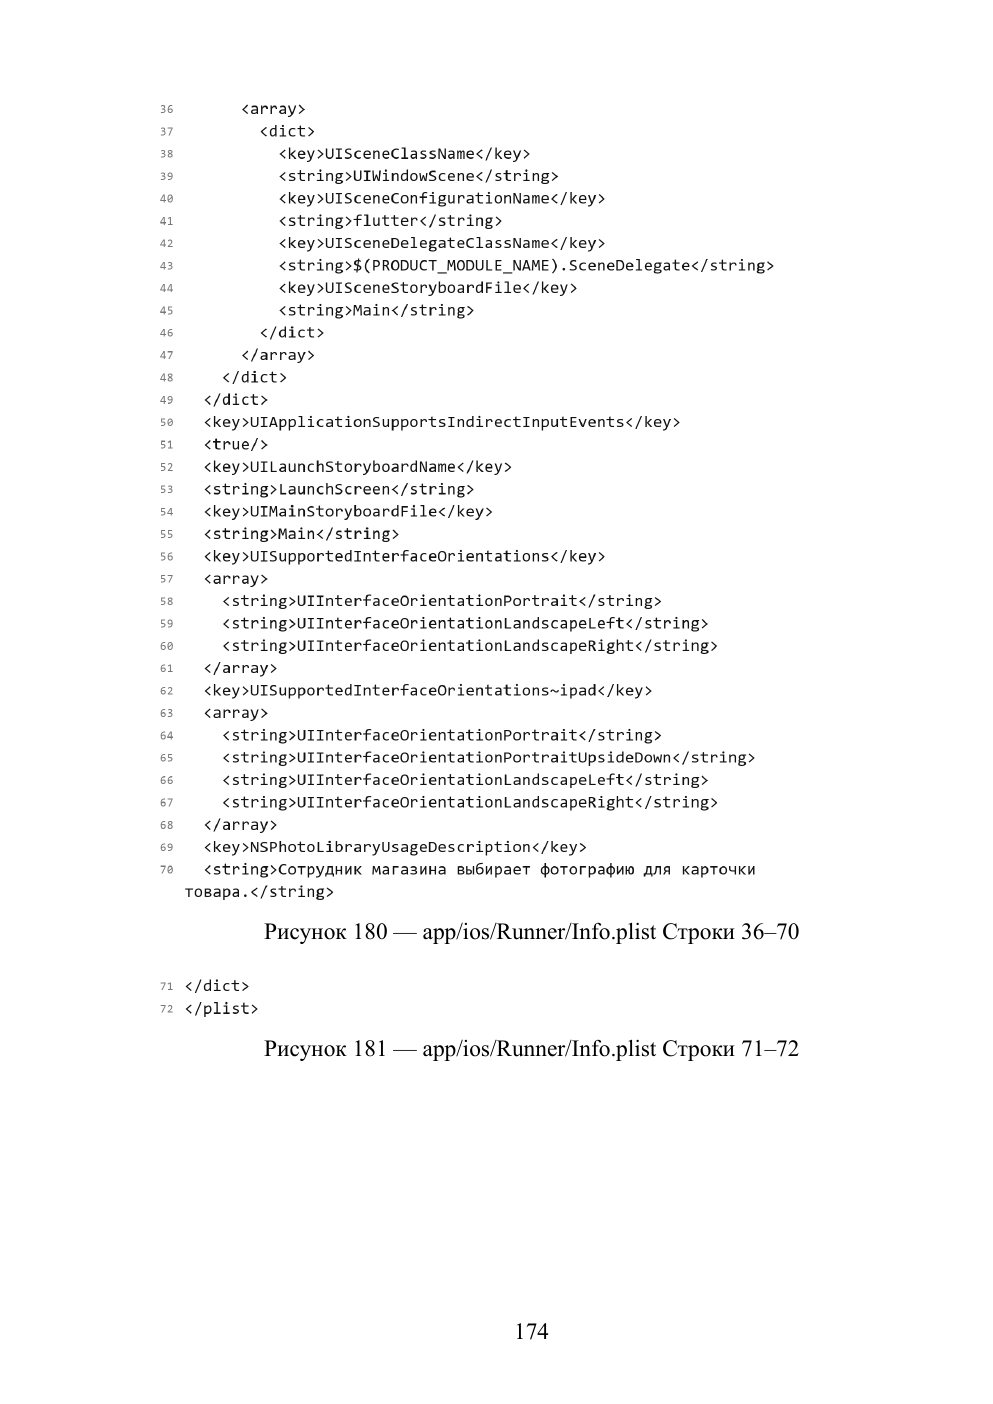 36 <array>
37 <dict>
38 <key>UISceneClassName</key>
39 <string>UIWindowScene</string>
40 <key>UISceneConfigurationName</key>
41 <string>flutter</string>
42 <key>UISceneDelegateClassName</key>
43 <string>$(PRODUCT_MODULE_NAME).SceneDelegate</string>
44 <key>UISceneStoryboardFile</key>
45 <string>Main</string>
46 </dict>
47 </array>
48 </dict>
49 </dict>
50 <key>UIApplicationSupportsIndirectInputEvents</key>
51 <true/>
52 <key>UILaunchStoryboardName</key>
53 <string>LaunchScreen</string>
54 <key>UIMainStoryboardFile</key>
55 <string>Main</string>
56 <key>UISupportedInterfaceOrientations</key>
57 <array>
58 <string>UIInterfaceOrientationPortrait</string>
59 <string>UIInterfaceOrientationLandscapeLeft</string>
60 <string>UIInterfaceOrientationLandscapeRight</string>
61 </array>
62 <key>UISupportedInterfaceOrientations~ipad</key>
63 <array>
64 <string>UIInterfaceOrientationPortrait</string>
65 <string>UIInterfaceOrientationPortraitUpsideDown</string>
66 <string>UIInterfaceOrientationLandscapeLeft</string>
67 <string>UIInterfaceOrientationLandscapeRight</string>
68 </array>
69 <key>NSPhotoLibraryUsageDescription</key>
70 <string>Сотрудник магазина выбирает фотографию для карточки
товара.</string>
Рисунок 180 — app/ios/Runner/Info.plist Строки 36–70
71 </dict>
72 </plist>
Рисунок 181 — app/ios/Runner/Info.plist Строки 71–72
174